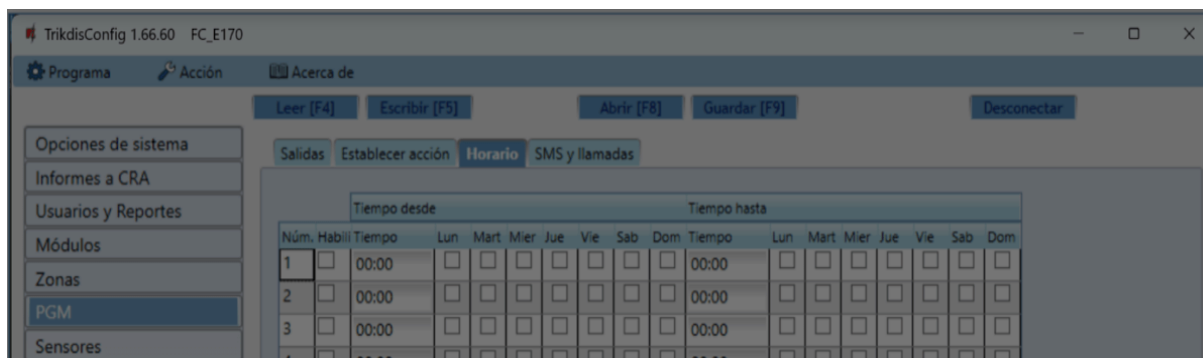 TrikdisConfig 1.66.60 FC_E170
Programa Acción Acerca de
Leer [F4] Escribir [F5] Abrir [F8] Guardar [F9] Desconectar
Opciones de sistema
Informes a CRA
Usuarios y Reportes
Módulos
Zonas
PGM
Sensores
Salidas Establecer acción Horario SMS y llamadas
Tiempo desde Tiempo hasta
Núm. Habili Tiempo Lun Mart Mier Jue Vie Sab Dom Tiempo Lun Mart Mier Jue Vie Sab Dom
1 00:00 00:00
2 00:00 00:00
3 00:00 00:00